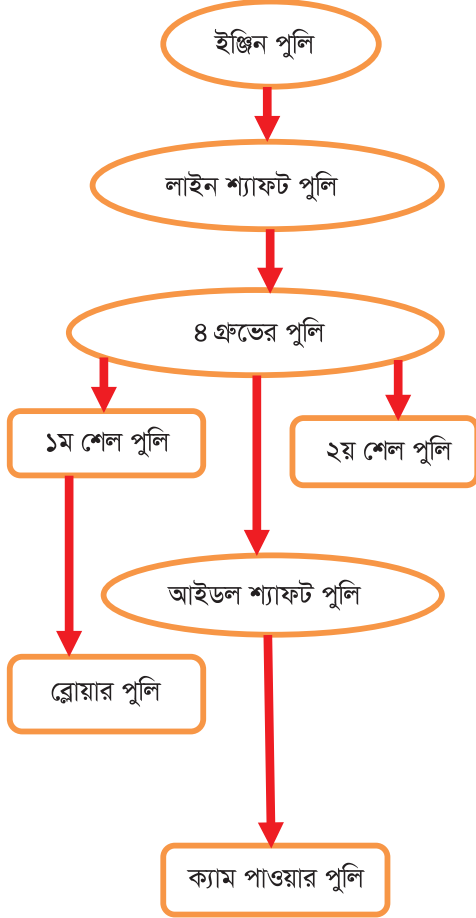 ইঞ্জিন পুলি
লাইন শ্যাফট পুলি
৪ গ্রুভের পুলি
১ম শেল পুলি
২য় শেল পুলি
আইডল শ্যাফট পুলি
ব্লোয়ার পুলি
ক্যাম পাওয়ার পুলি